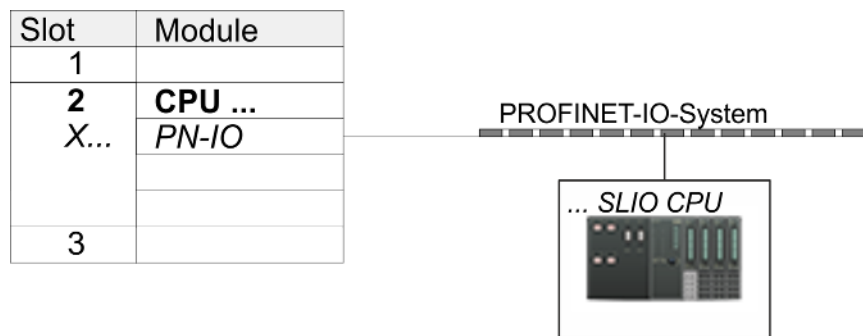 Slot Module
1
2 CPU ...
X... PN-IO
3
PROFINET-IO-System
... SLIO CPU